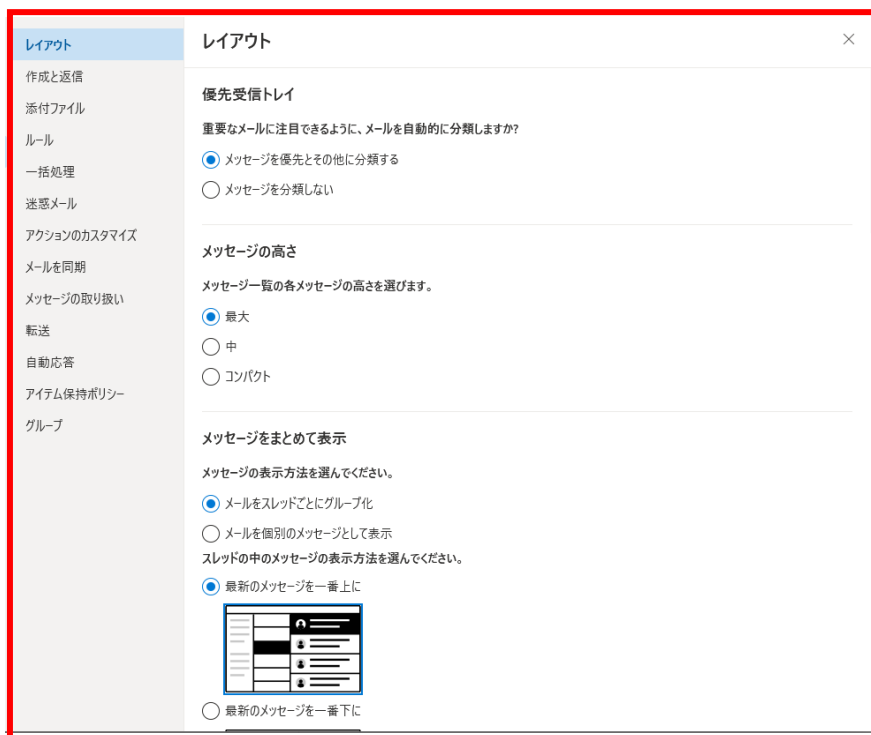 レイアウト
作成と返信
添付ファイル
ルール
一括処理
迷惑メール
アクションのカスタマイズ
メールを同期
メッセージの取り扱い
転送
自動応答
アイテム保持ポリシー
グループ
レイアウト
優先受信トレイ
重要なメールに注目できるように、メールを自動的に分類しますか?
メッセージを優先とその他に分類する
メッセージを分類しない
メッセージの高さ
メッセージ一覧の各メッセージの高さを選びます。
最大
中
コンパクト
メッセージをまとめて表示
メッセージの表示方法を選んでください。
メールをスレッドごとにグループ化
メールを個別のメッセージとして表示
スレッドの中のメッセージの表示方法を選んでください。
最新のメッセージを一番上に
最新のメッセージを一番下に